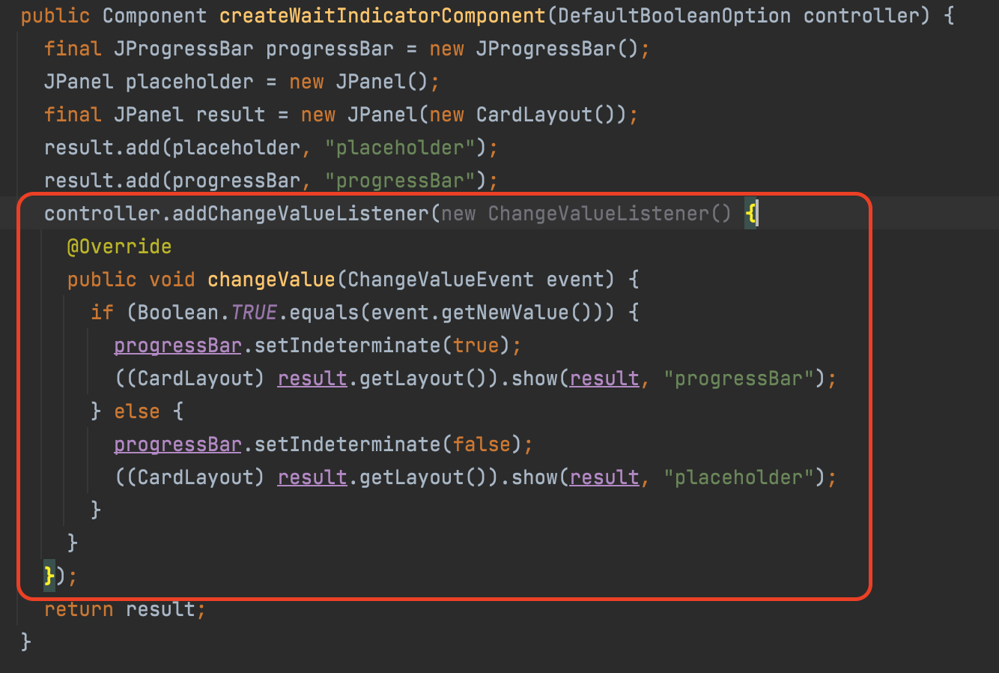 public Component createWaitIndicatorComponent(DefaultBooleanOption controller) {
final JProgressBar progressBar = new JProgressBar();
JPanel placeholder = new JPanel();
final JPanel result = new JPanel(new CardLayout());
result.add(placeholder, "placeholder");
result.add(progressBar, "progressBar");
controller.addChangeValueListener(new ChangeValueListener() {
@Override
public void changeValue(ChangeValueEvent event) {
if (Boolean.TRUE.equals(event.getNewValue())) {
progressBar.setIndeterminate(true);
((CardLayout) result.getLayout()).show(result, "progressBar");
} else {
progressBar.setIndeterminate(false);
((CardLayout) result.getLayout()).show(result, "placeholder");
}
}
});
return result;
}